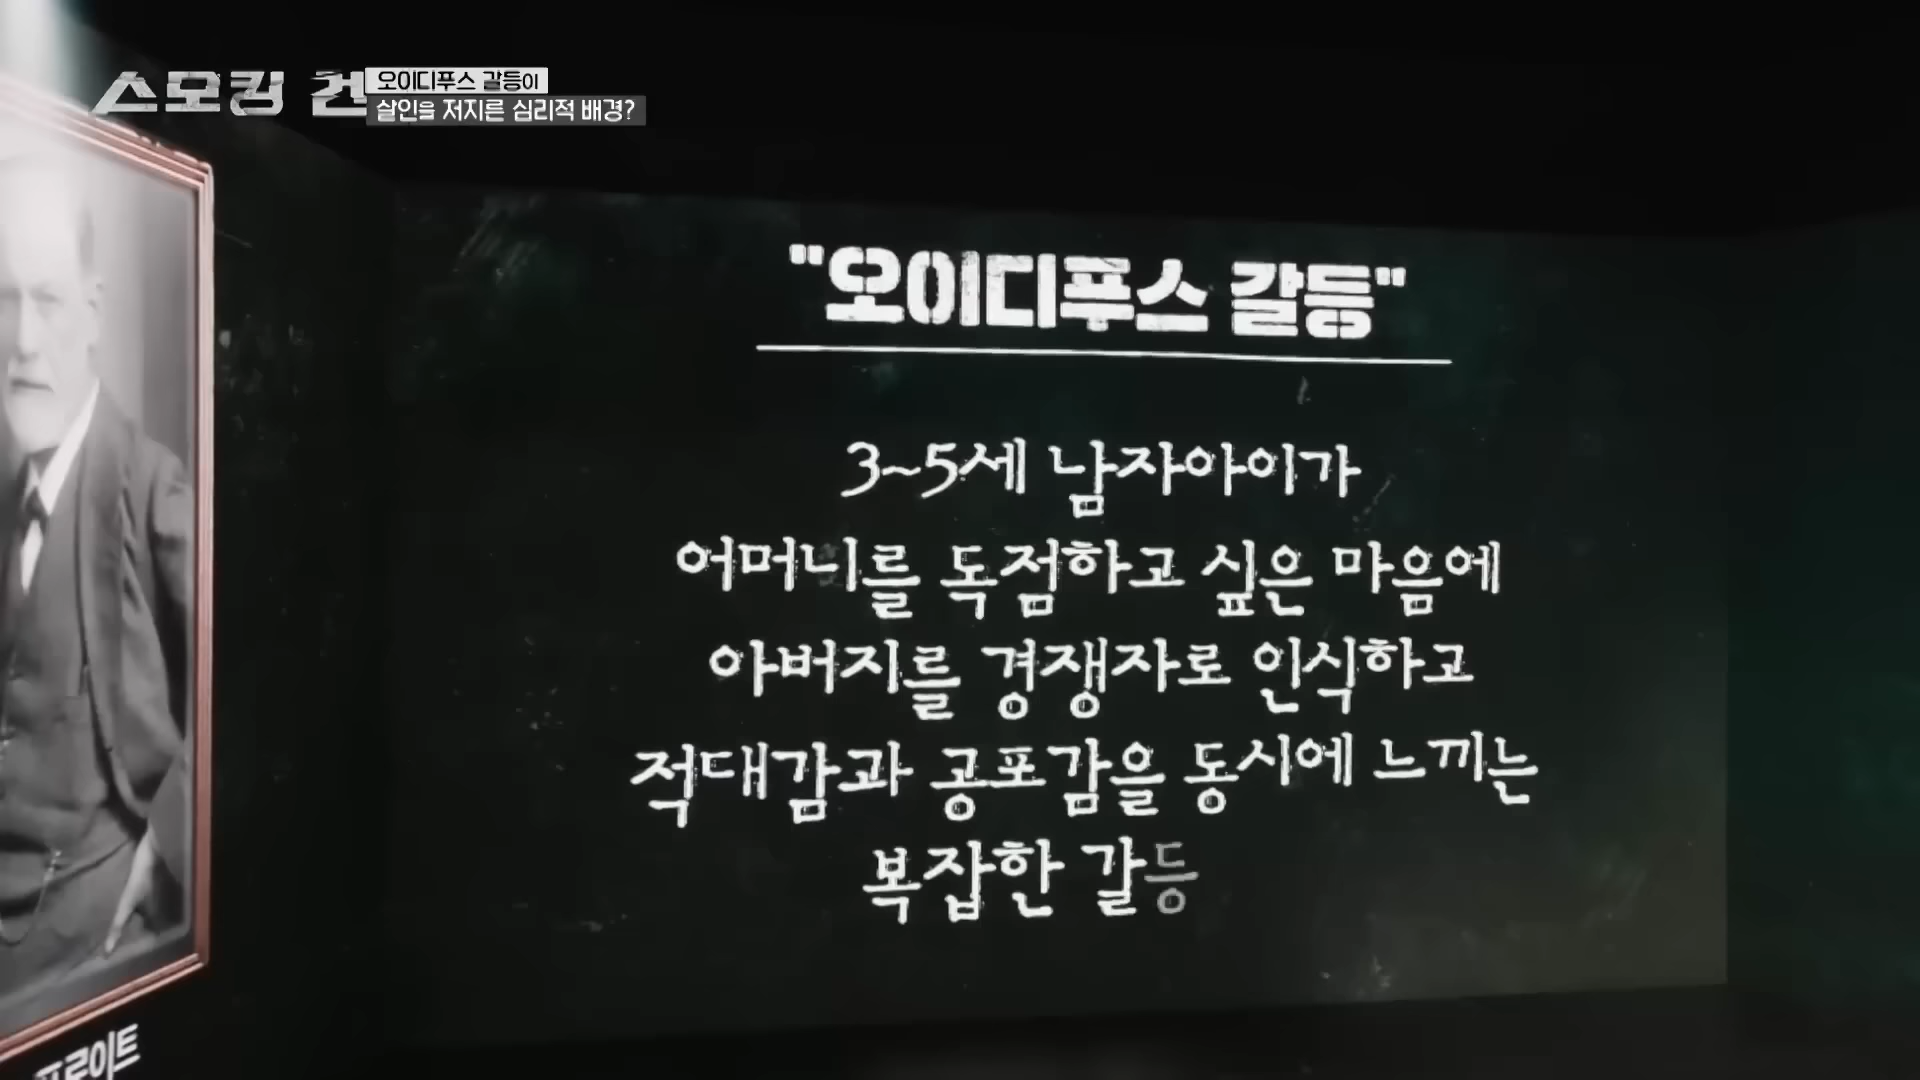 스모킹 건
오이디푸스 갈등이
살인을 저지른 심리적 배경?
"오이디푸스 갈등"
3~5세 남자아이가
어머니를 독점하고 싶은 마음에
아버지를 경쟁자로 인식하고
적대감과 공포감을 동시에 느끼는
복잡한 갈등
프로이트